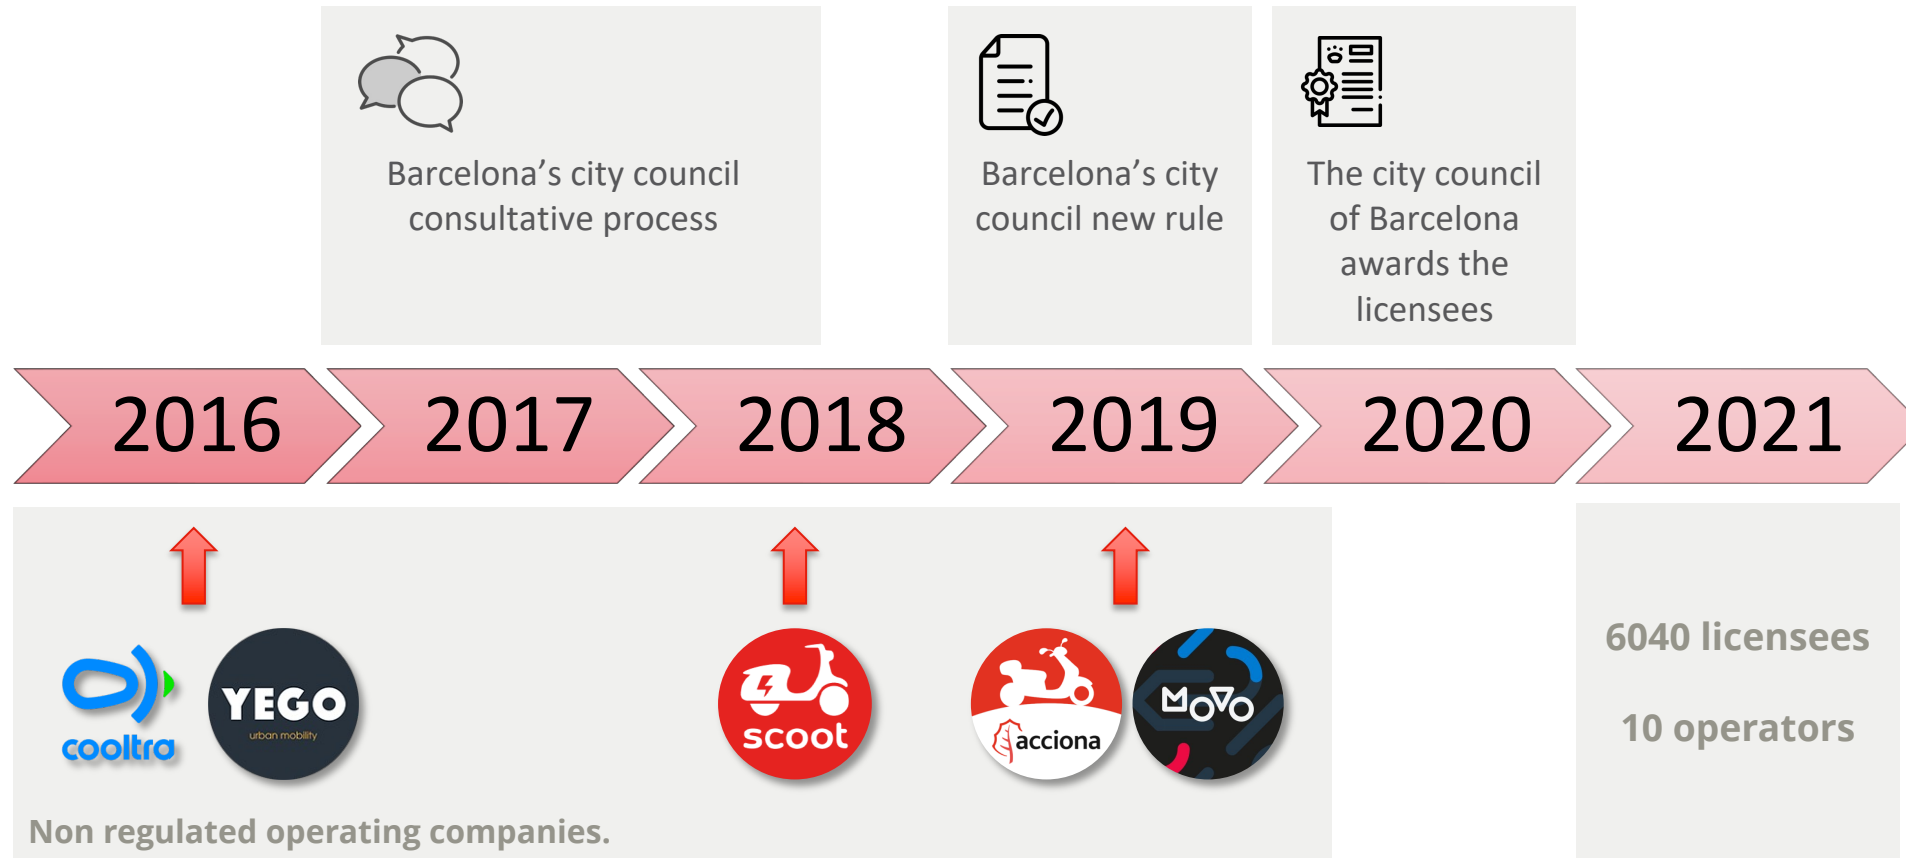 Barcelona’s city council
consultative process
Barcelona’s city
council new rule
The city council
of Barcelona
awards the
licensees
2016
2017
2018
2019
2020
2021
cooltra
YEGO
urban mobility
scoot
acciona
MOVO
6040 licensees
10 operators
Non regulated operating companies.